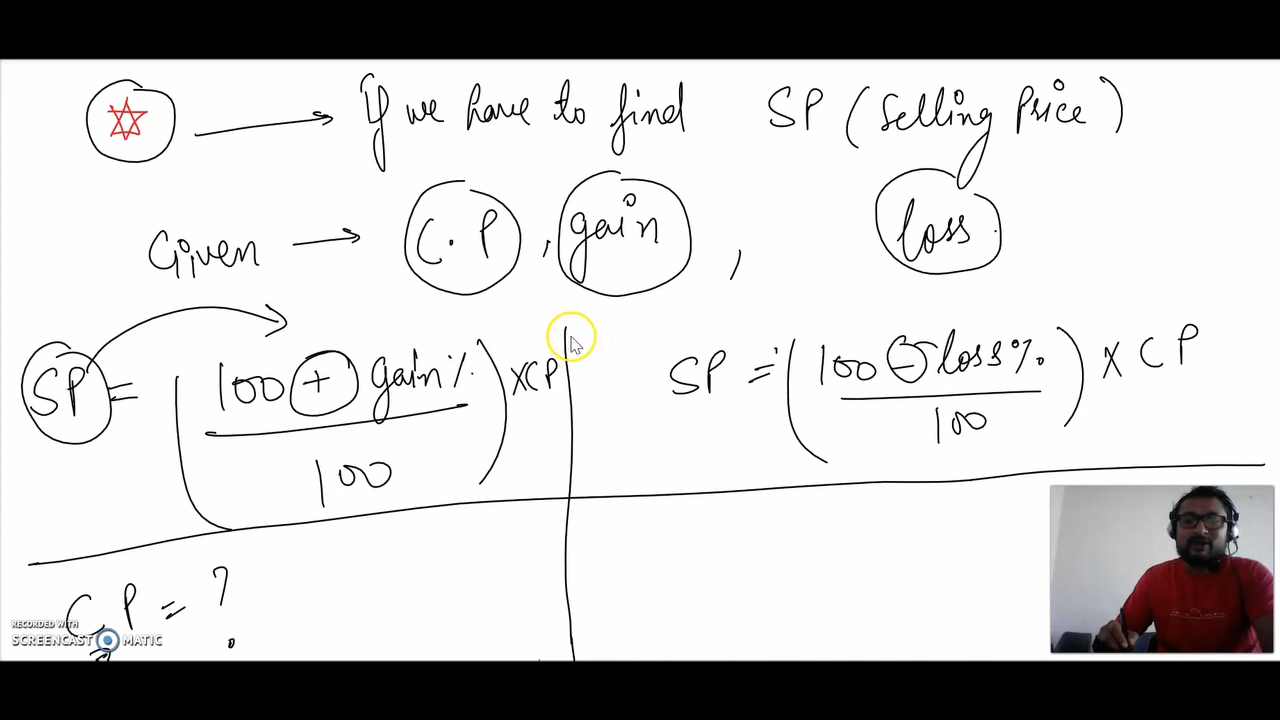 → If we have to find SP (Selling Price)
Given → C.P, gain, loss
SP = (100 + gain% / 100) × CP
SP = (100 - loss% / 100) × CP
C.P = ?
RECORDED WITH
SCREENCAST MATIC